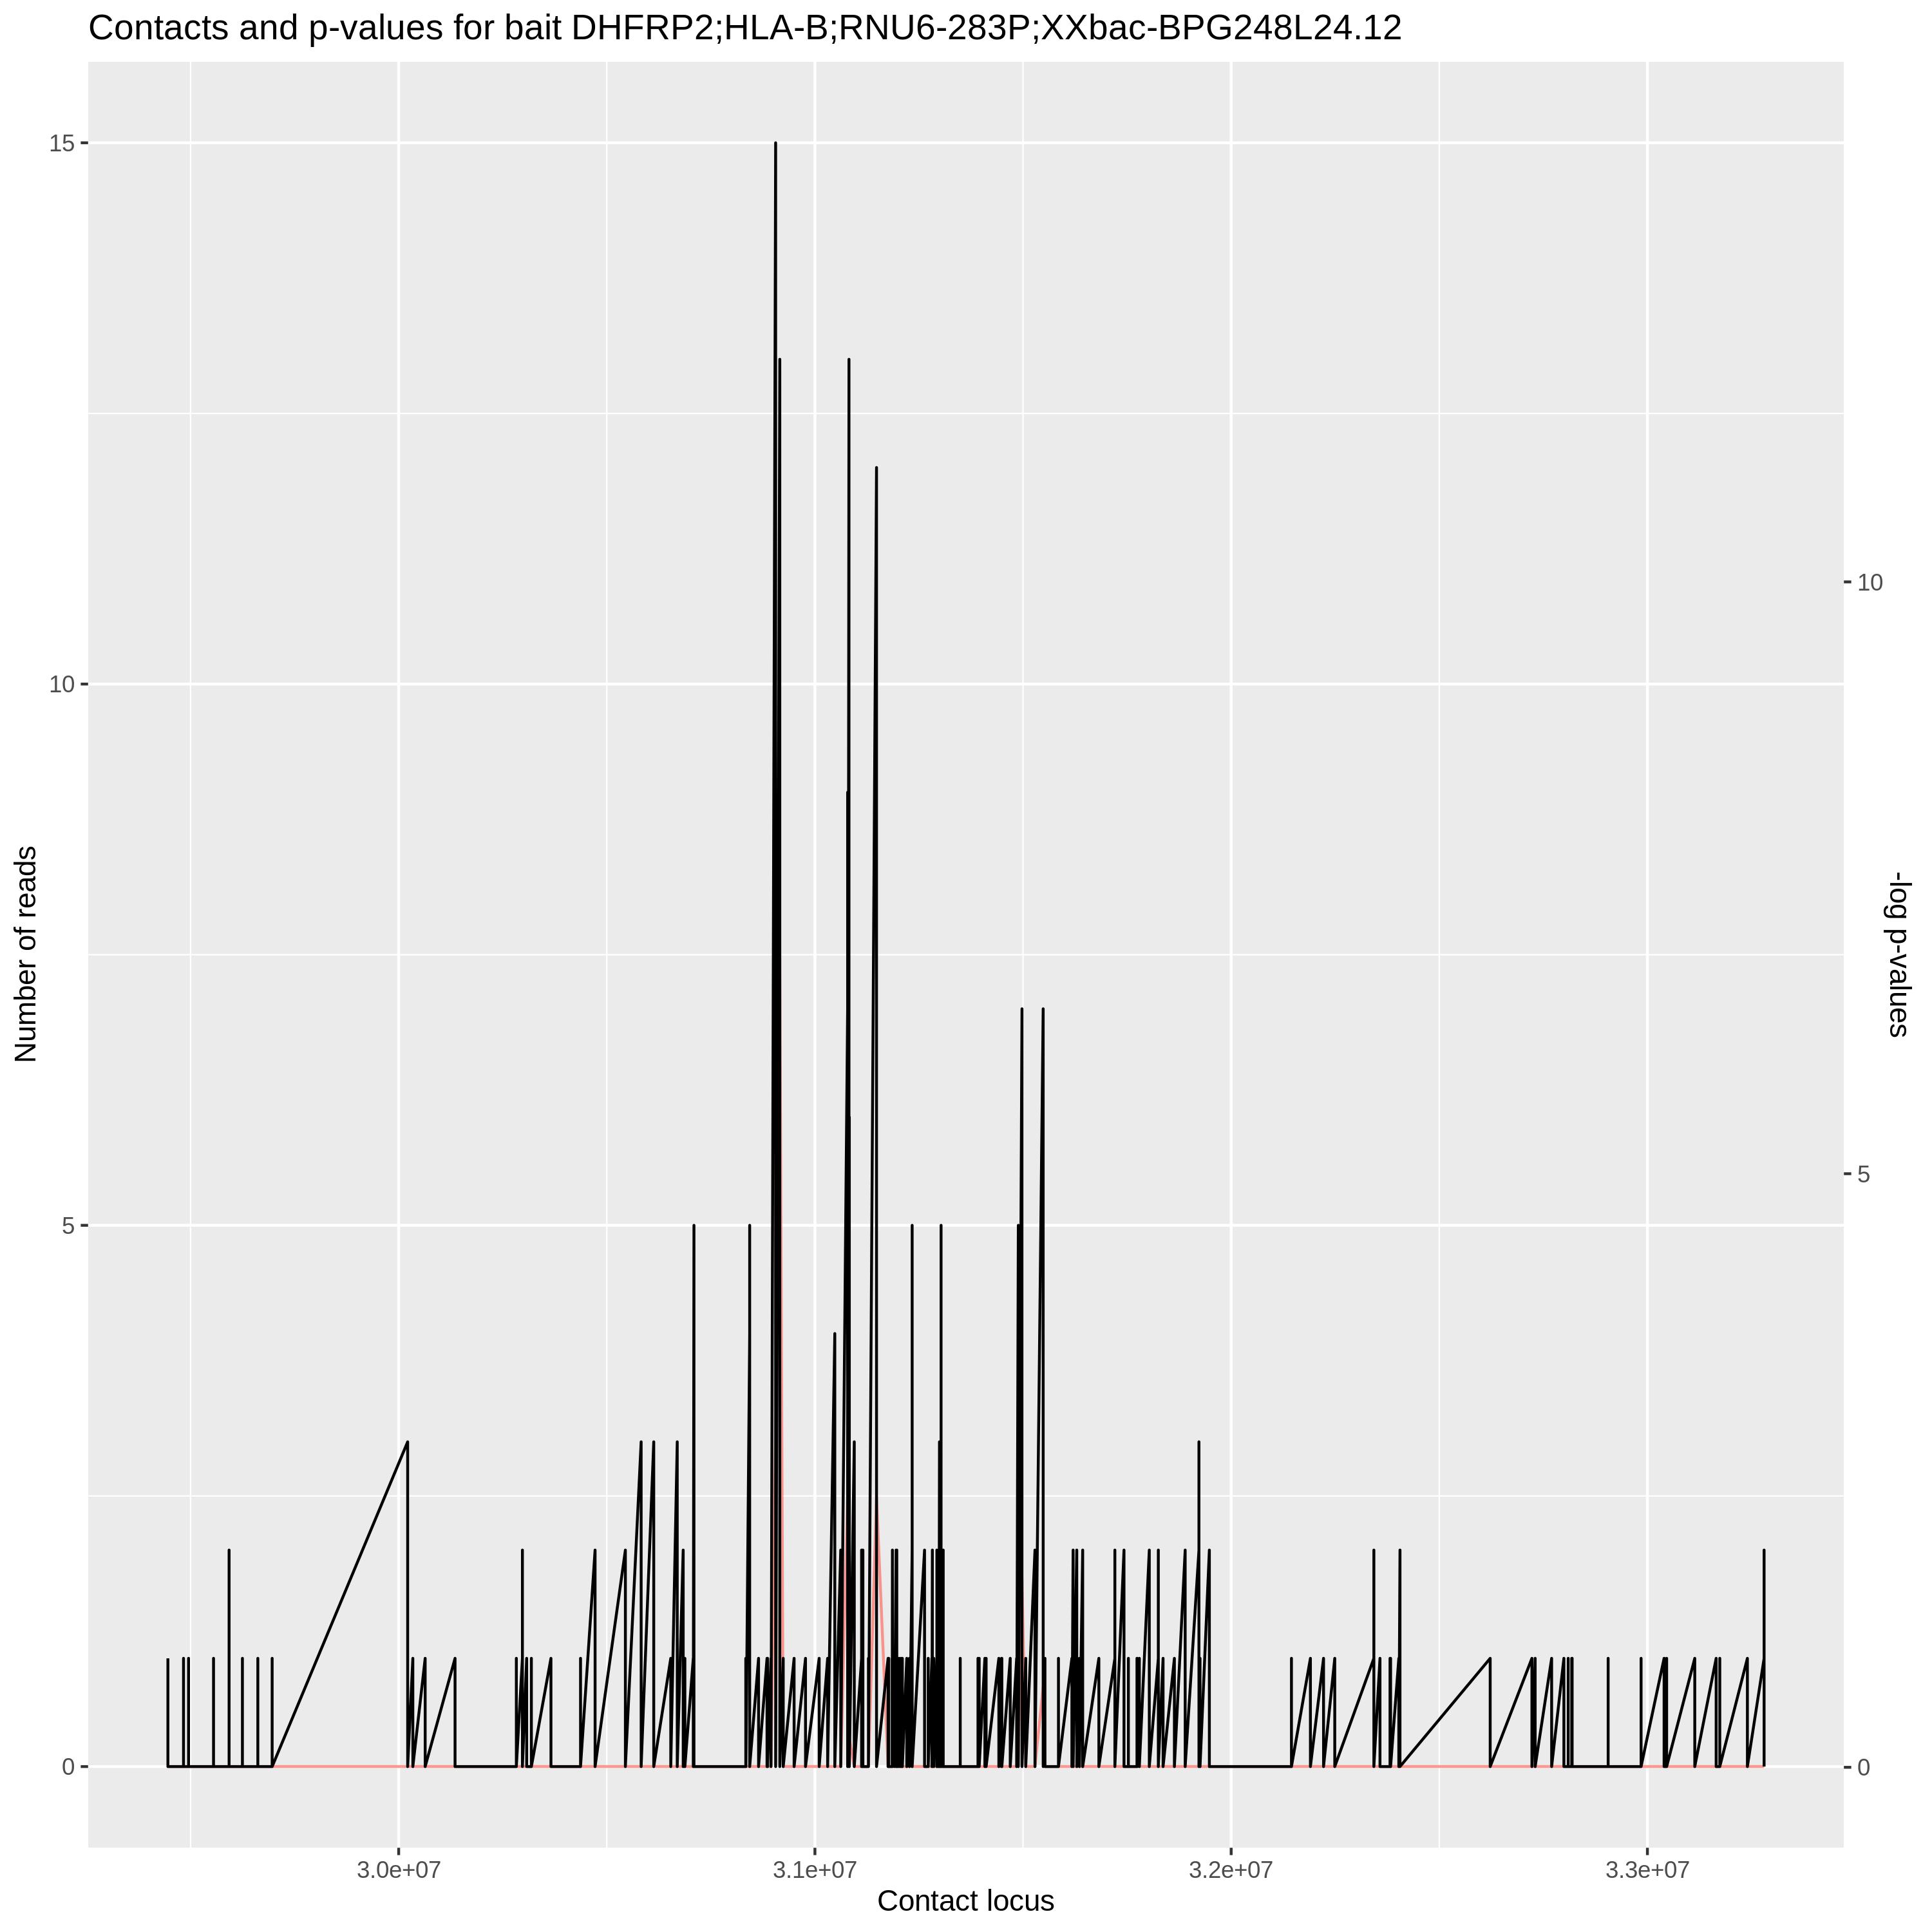 Contacts and p-values for bait DHFRP2;HLA-B;RNU6-283P;XXbac-BPG248L24.12
15
10
5
0
Number of reads
10
5
0
-log p-values
3.0e+07 3.1e+07 3.2e+07 3.3e+07
Contact locus